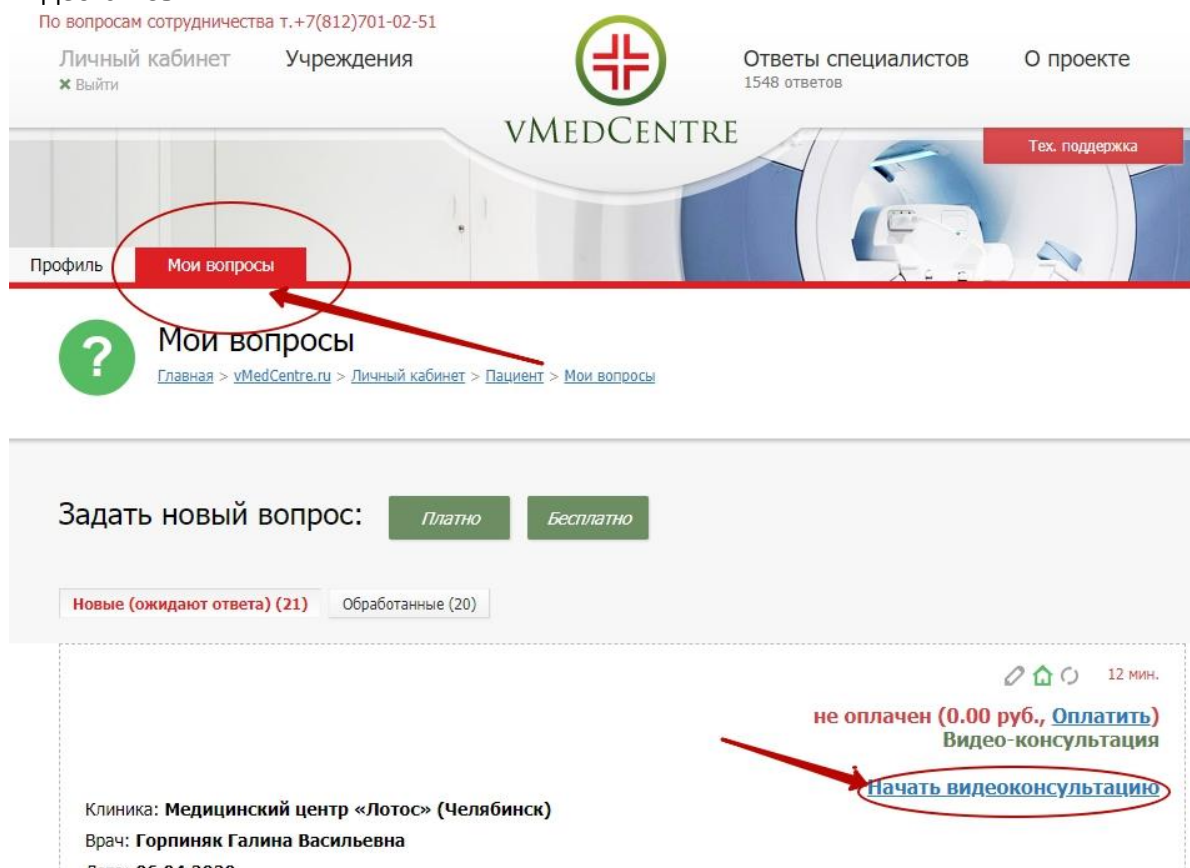 По вопросам сотрудничества т.+7(812)701-02-51
Личный кабинет
Выйти
Учреждения
VMEDCENTRE
Ответы специалистов
1548 ответов
О проекте
Тех. поддержка
Профиль
Мои вопросы
?
Мои вопросы
Главная > vMedCentre.ru > Личный кабинет > Пациент > Мои вопросы
Задать новый вопрос:
Платно
Бесплатно
Новые (ожидают ответа) (21)
Обработанные (20)
12 мин.
не оплачен (0.00 руб., Оплатить)
Видео-консультация
Начать видеоконсультацию
Клиника: Медицинский центр «Лотос» (Челябинск)
Врач: Горпиняк Галина Васильевна